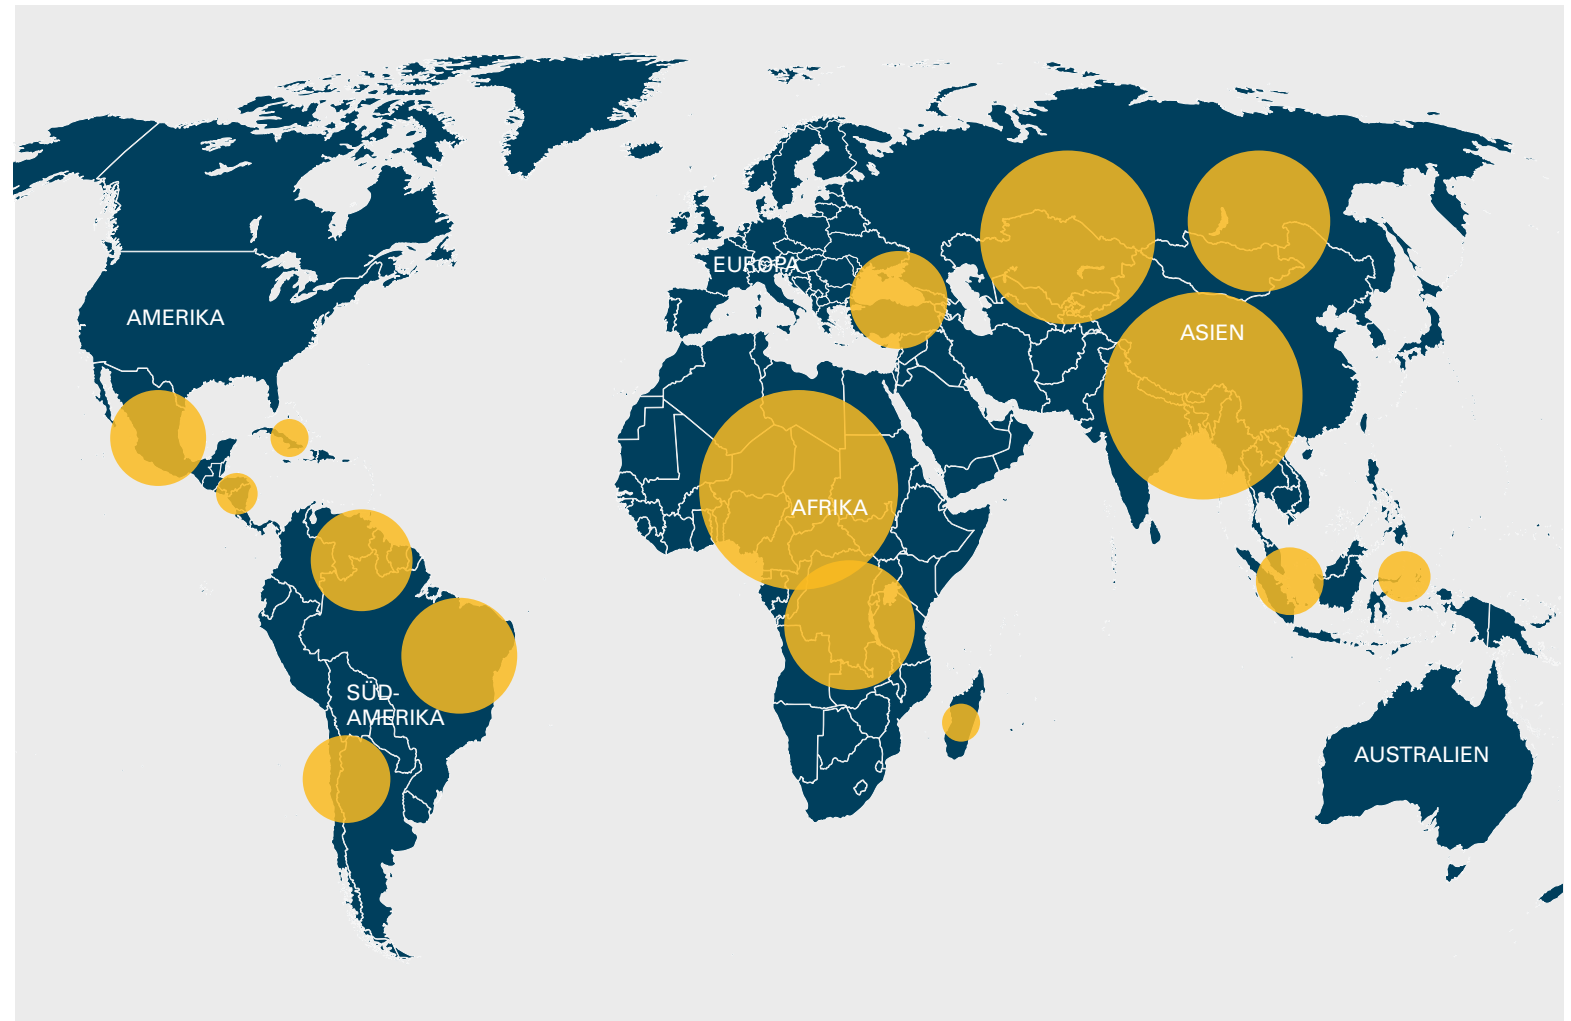 EUROPA
AMERIKA
ASIEN
AFRIKA
SÜD-
AMERIKA
AUSTRALIEN